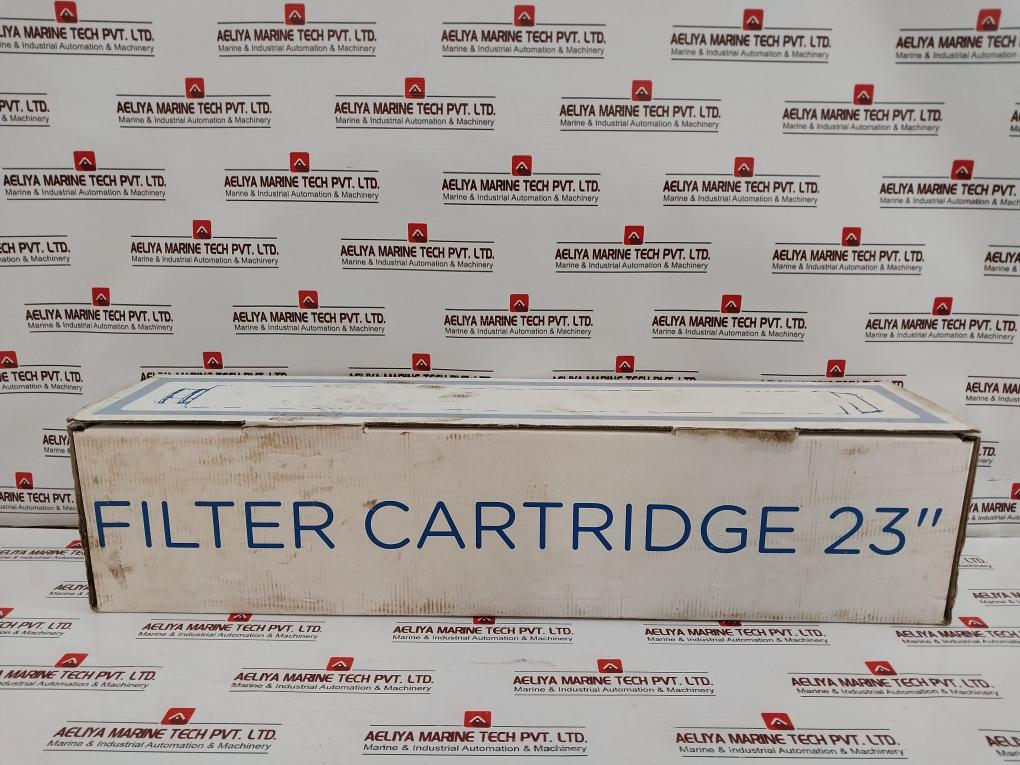 AELIYA MARINE TECH PVT. LTD.
Marine & Industrial Automation & Machinery
FILTER CARTRIDGE 23"